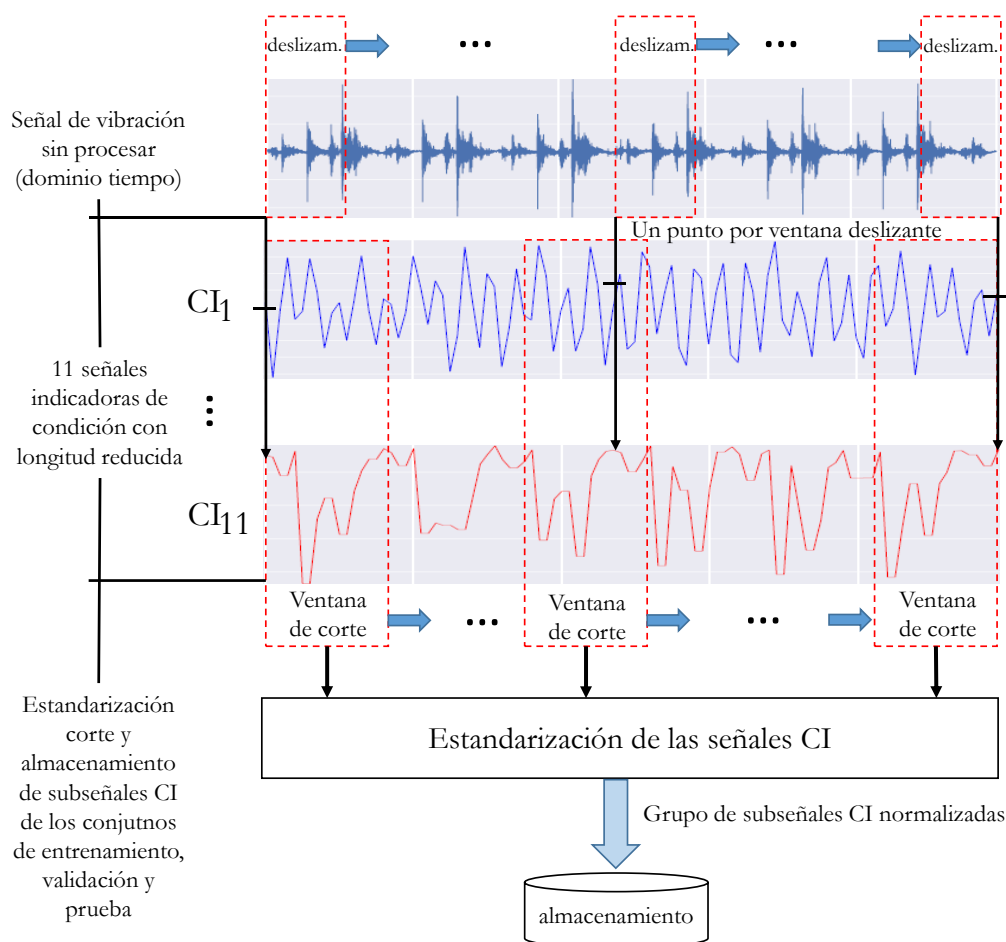 deslizam.
deslizam.
deslizam.
Señal de vibración
sin procesar
(dominio tiempo)
Un punto por ventana deslizante
CI1
11 señales
indicadoras de
condición con
longitud reducida
CI11
Ventana
de corte
Ventana
de corte
Ventana
de corte
Estandarización
corte y
almacenamiento
de subseñales CI
de los conjutnos
de entrenamiento,
validación y
prueba
Estandarización de las señales CI
Grupo de subseñales CI normalizadas
almacenamiento